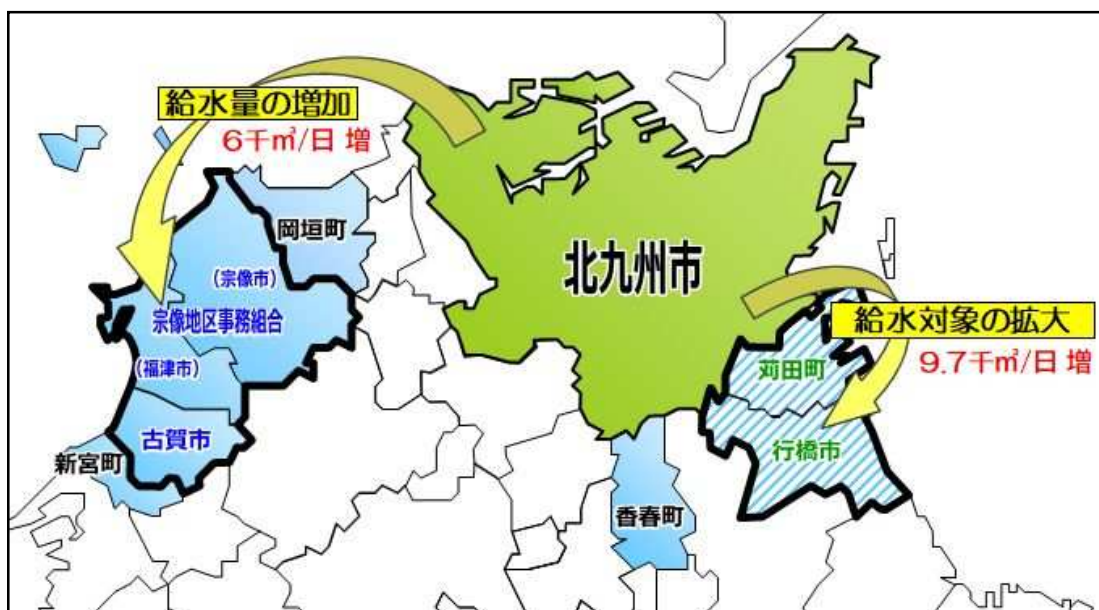 給水量の増加
6千㎥/日 増
岡垣町
(宗像市)
宗像地区事務組合
(福津市)
古賀市
新宮町
北九州市
給水対象の拡大
9.7千㎥/日 増
苅田町
行橋市
香春町